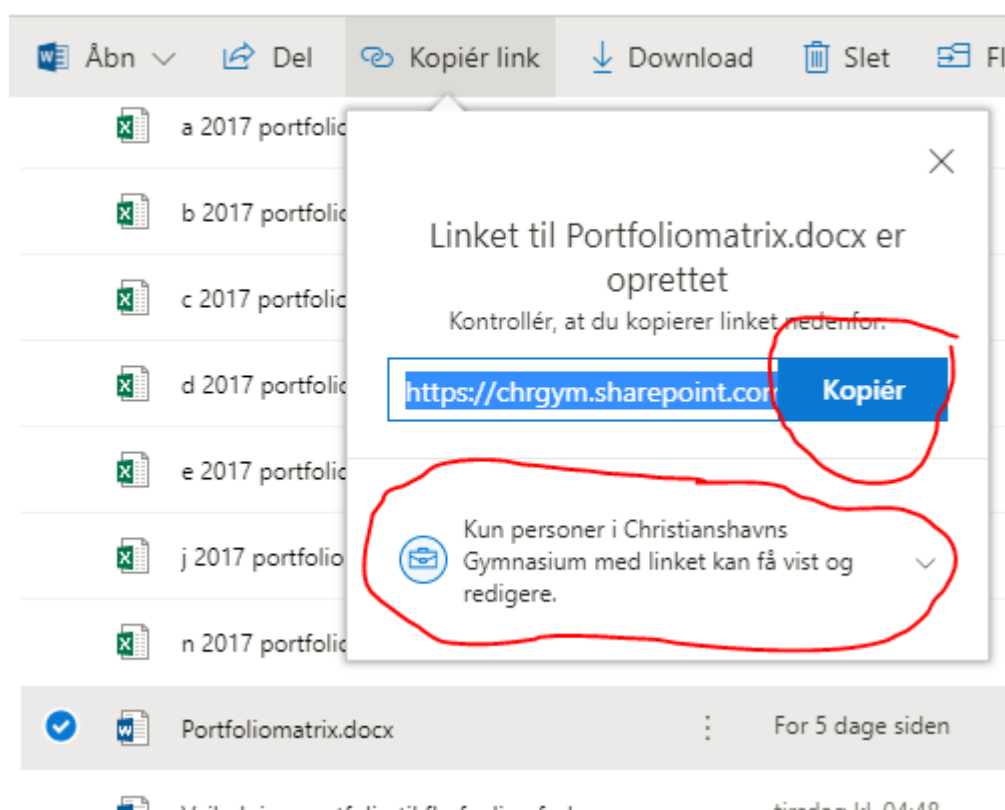 Åbn Del Kopiér link Download Slet Fl
a 2017 portfolio
b 2017 portfolio
c 2017 portfolio
d 2017 portfolio
e 2017 portfolio
j 2017 portfolio
n 2017 portfolio
Linket til Portfoliomatrix.docx er
oprettet
Kontrollér, at du kopierer linket nedenfor.
https://chrgym.sharepoint.com Kopiér
Kun personer i Christianshavns
Gymnasium med linket kan få vist og
redigere.
Portfoliomatrix.docx For 5 dage siden